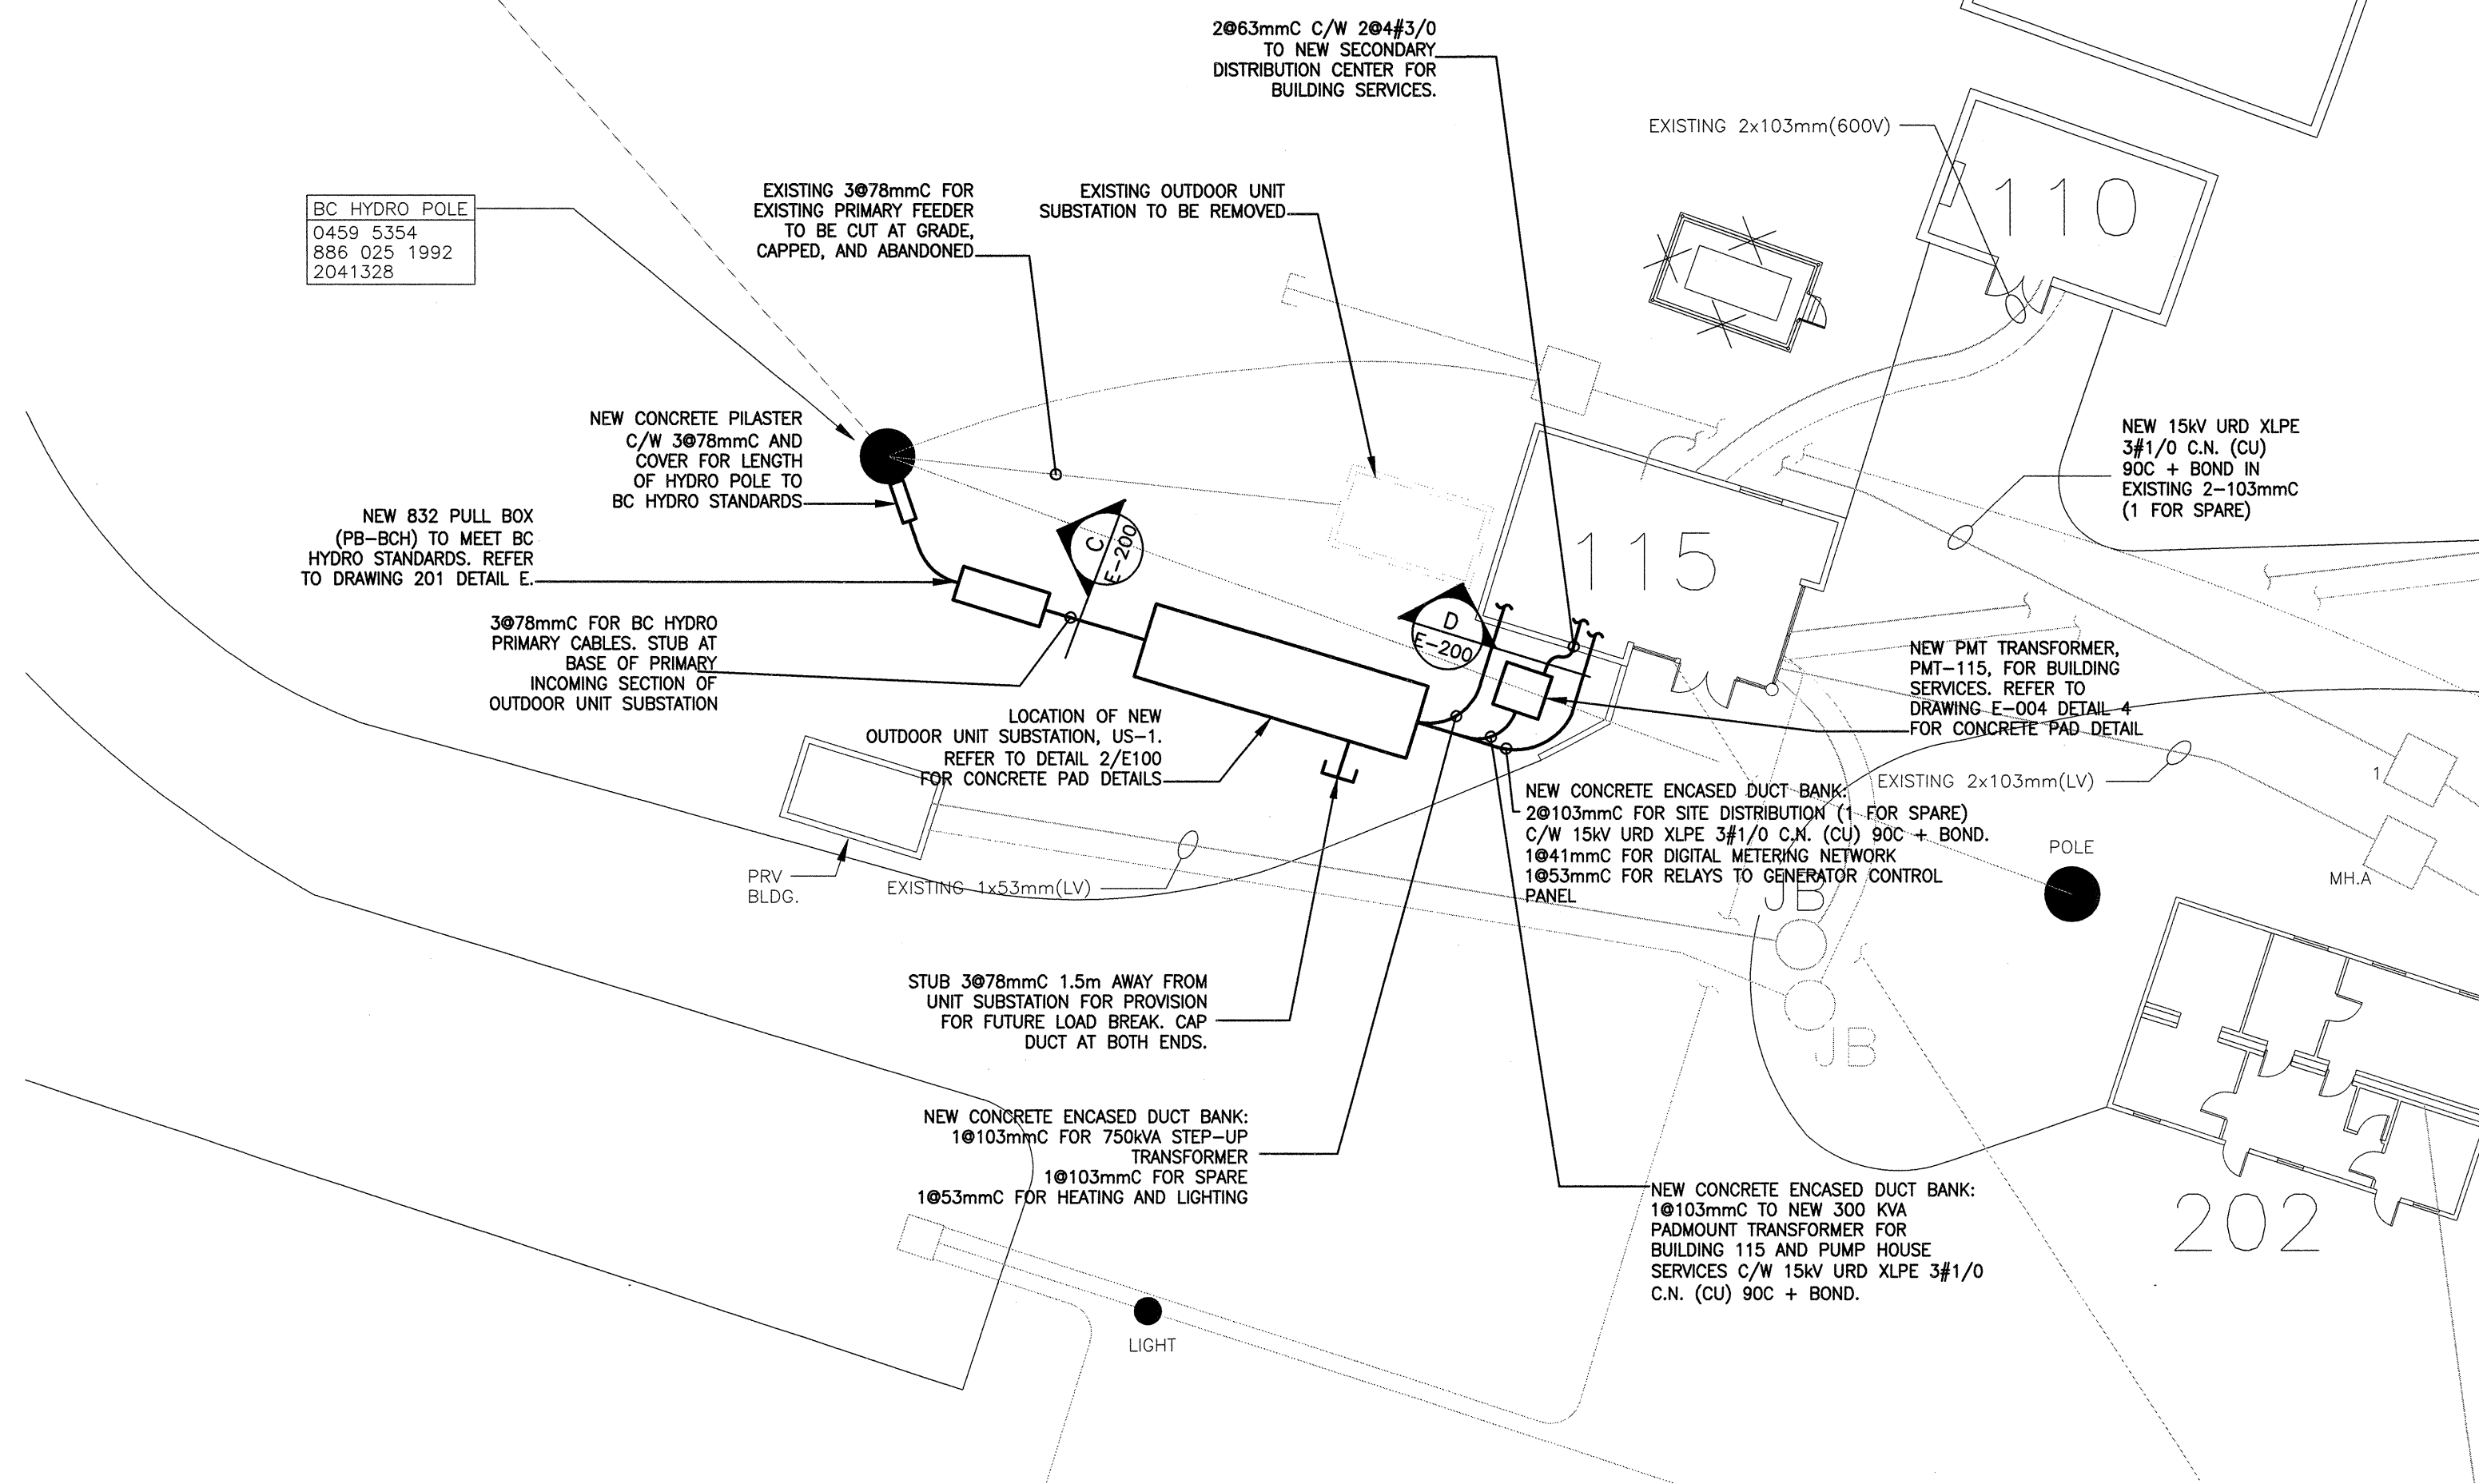 2@63mmC C/W 2@4#3/0
TO NEW SECONDARY
DISTRIBUTION CENTER FOR
BUILDING SERVICES.
EXISTING 2x103mm(600V)
110
BC HYDRO POLE
0459 5354
886 025 1992
2041328
EXISTING 3@78mmC FOR
EXISTING PRIMARY FEEDER
TO BE CUT AT GRADE,
CAPPED, AND ABANDONED
EXISTING OUTDOOR UNIT
SUBSTATION TO BE REMOVED
NEW CONCRETE PILASTER
C/W 3@78mmC AND
COVER FOR LENGTH
OF HYDRO POLE TO
BC HYDRO STANDARDS
NEW 15kV URD XLPE
3#1/0 C.N. (CU)
90C + BOND IN
EXISTING 2-103mmC
(1 FOR SPARE)
NEW 832 PULL BOX
(PB-BCH) TO MEET BC
HYDRO STANDARDS. REFER
TO DRAWING 201 DETAIL E.
C
E-200
115
D
E-200
3@78mmC FOR BC HYDRO
PRIMARY CABLES. STUB AT
BASE OF PRIMARY
INCOMING SECTION OF
OUTDOOR UNIT SUBSTATION
NEW PMT TRANSFORMER,
PMT-115, FOR BUILDING
SERVICES. REFER TO
DRAWING E-004 DETAIL 4
FOR CONCRETE PAD DETAIL
LOCATION OF NEW
OUTDOOR UNIT SUBSTATION, US-1.
REFER TO DETAIL 2/E100
FOR CONCRETE PAD DETAILS
EXISTING 2x103mm(LV)
1
NEW CONCRETE ENCASED DUCT BANK:
2@103mmC FOR SITE DISTRIBUTION (1 FOR SPARE)
C/W 15kV URD XLPE 3#1/0 C.N. (CU) 90C + BOND.
1@41mmC FOR DIGITAL METERING NETWORK
1@53mmC FOR RELAYS TO GENERATOR CONTROL
PANEL
POLE
MH.A
PRV
BLDG.
EXISTING 1x53mm(LV)
JB
JB
STUB 3@78mmC 1.5m AWAY FROM
UNIT SUBSTATION FOR PROVISION
FOR FUTURE LOAD BREAK. CAP
DUCT AT BOTH ENDS.
NEW CONCRETE ENCASED DUCT BANK:
1@103mmC FOR 750kVA STEP-UP
TRANSFORMER
1@103mmC FOR SPARE
1@53mmC FOR HEATING AND LIGHTING
NEW CONCRETE ENCASED DUCT BANK:
1@103mmC TO NEW 300 KVA
PADMOUNT TRANSFORMER FOR
BUILDING 115 AND PUMP HOUSE
SERVICES C/W 15kV URD XLPE 3#1/0
C.N. (CU) 90C + BOND.
202
LIGHT